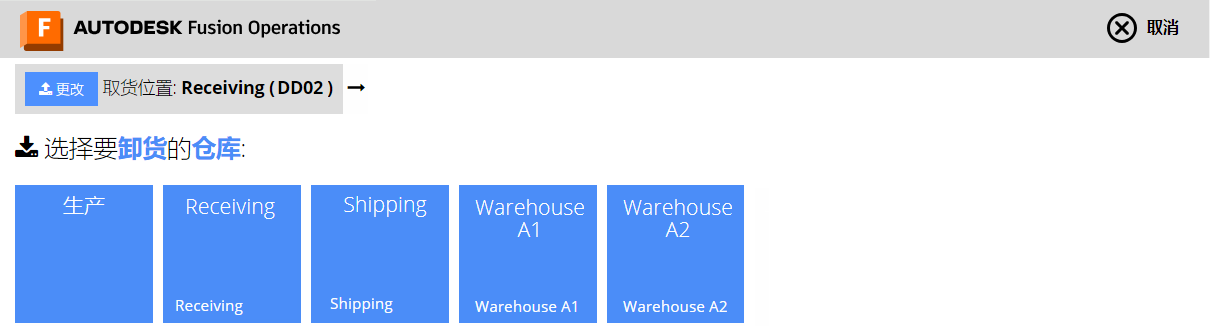 F AUTODESK Fusion Operations
取消
更改 取货位置: Receiving ( DD02 )
选择要卸货的仓库:
生产
Receiving
Receiving
Shipping
Shipping
Warehouse
A1
Warehouse A1
Warehouse
A2
Warehouse A2